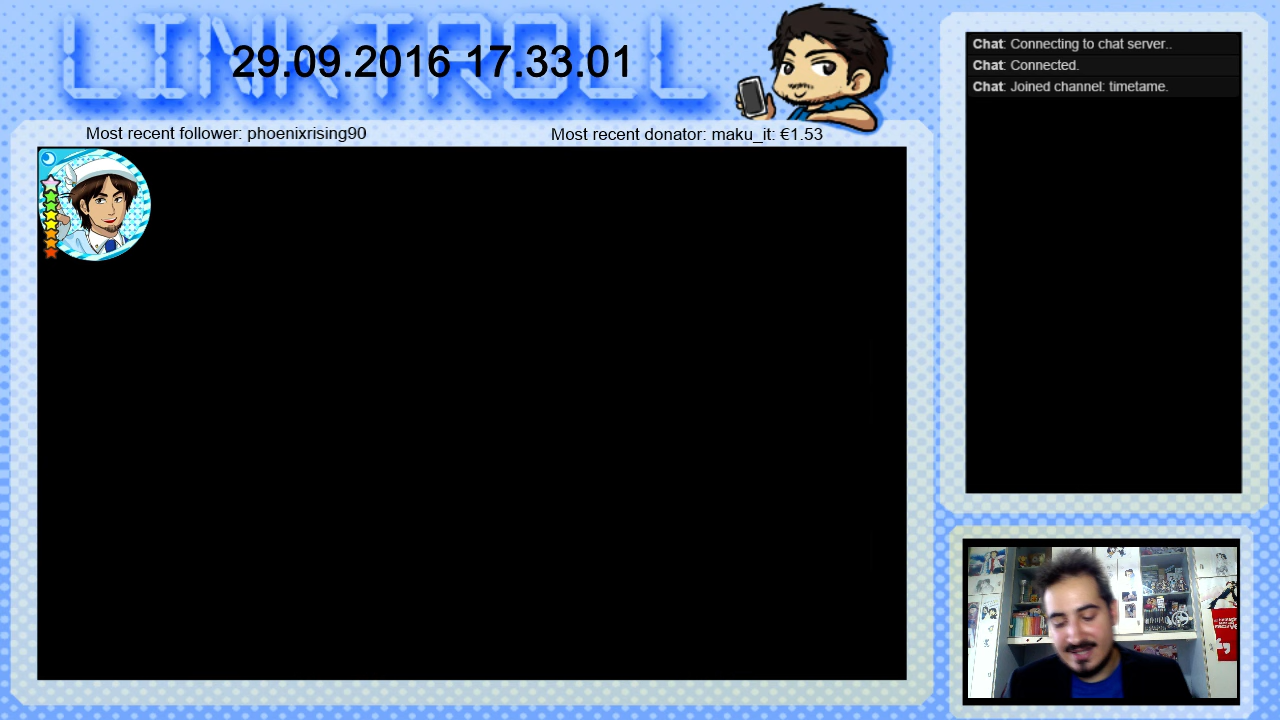 LINKTROLL
29.09.2016 17.33.01
Most recent follower: phoenixrising90
Most recent donator: maku_it: €1.53
Chat: Connecting to chat server..
Chat: Connected.
Chat: Joined channel: timetame.